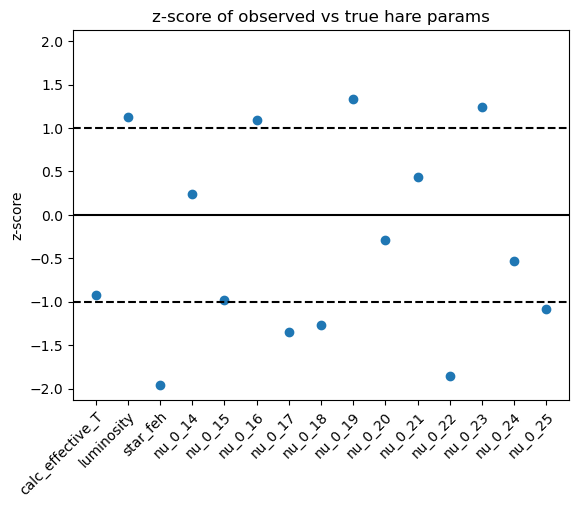 z-score of observed vs true hare params
z-score
2.0
1.5
1.0
0.5
0.0
−0.5
−1.0
−1.5
−2.0
calc_effective_T
luminosity
star_feh
nu_0_14
nu_0_15
nu_0_16
nu_0_17
nu_0_18
nu_0_19
nu_0_20
nu_0_21
nu_0_22
nu_0_23
nu_0_24
nu_0_25